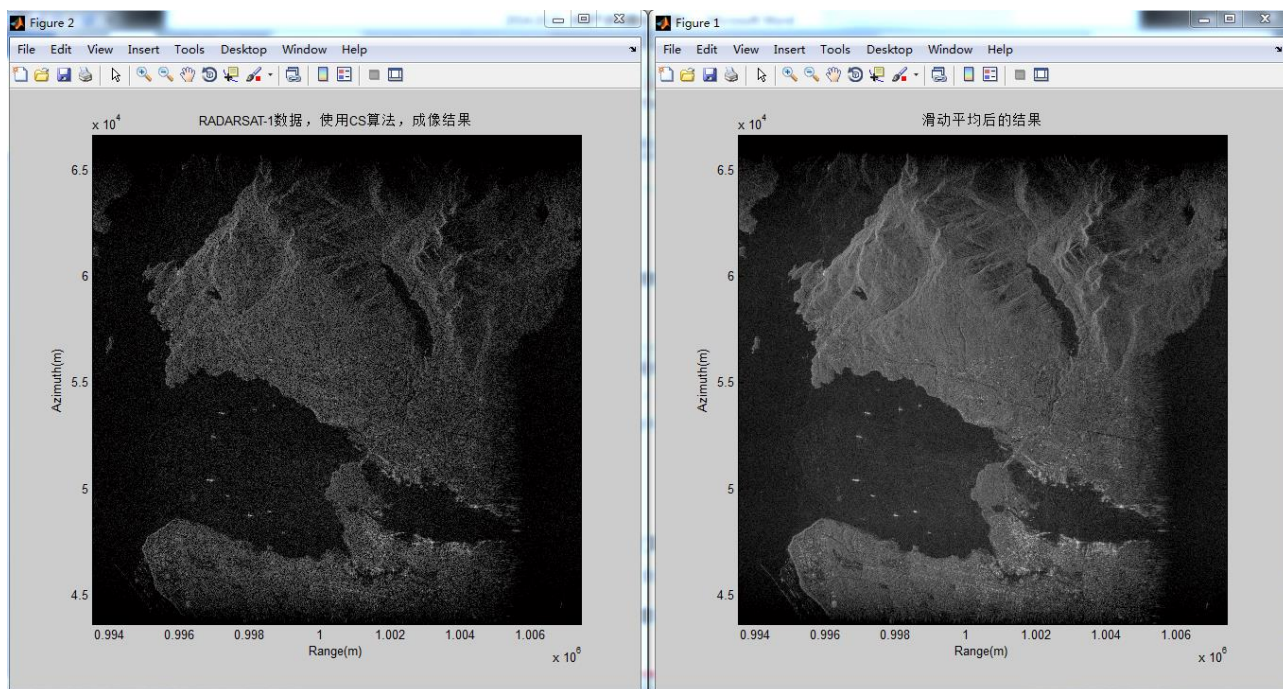 Figure 2
File Edit View Insert Tools Desktop Window Help
x 10^4
RADARSAT-1数据，使用CS算法，成像结果
6.5
6
5.5
5
4.5
Azimuth(m)
0.994 0.996 0.998 1 1.002 1.004 1.006
Range(m)
x 10^6
Figure 1
File Edit View Insert Tools Desktop Window Help
x 10^4
滑动平均后的结果
6.5
6
5.5
5
4.5
Azimuth(m)
0.994 0.996 0.998 1 1.002 1.004 1.006
Range(m)
x 10^6